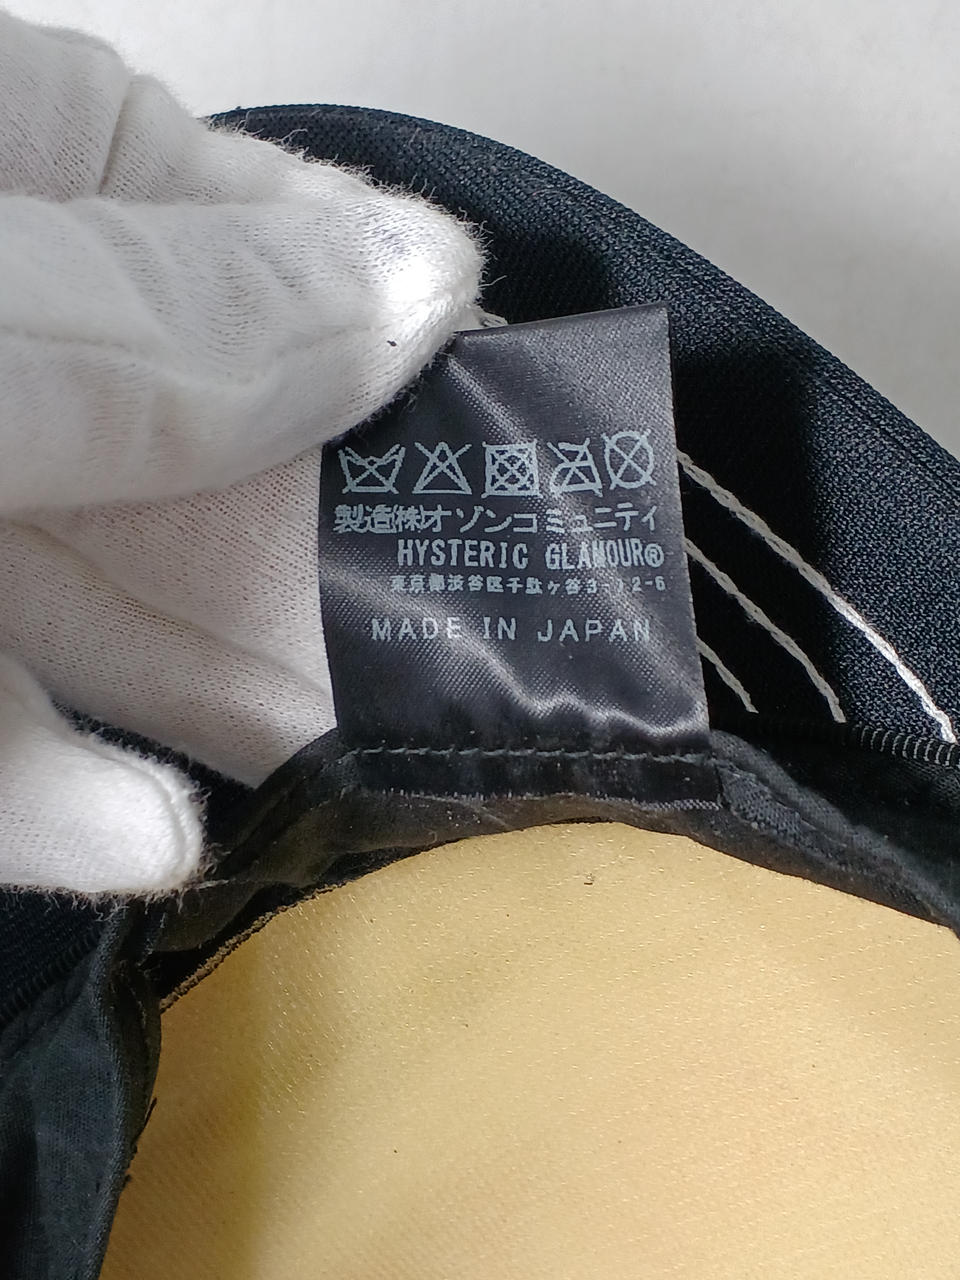 製造(株)オゾンコミュニティ
HYSTERIC GLAMOUR®
東京都渋谷区千駄ヶ谷3-12-6
MADE IN JAPAN